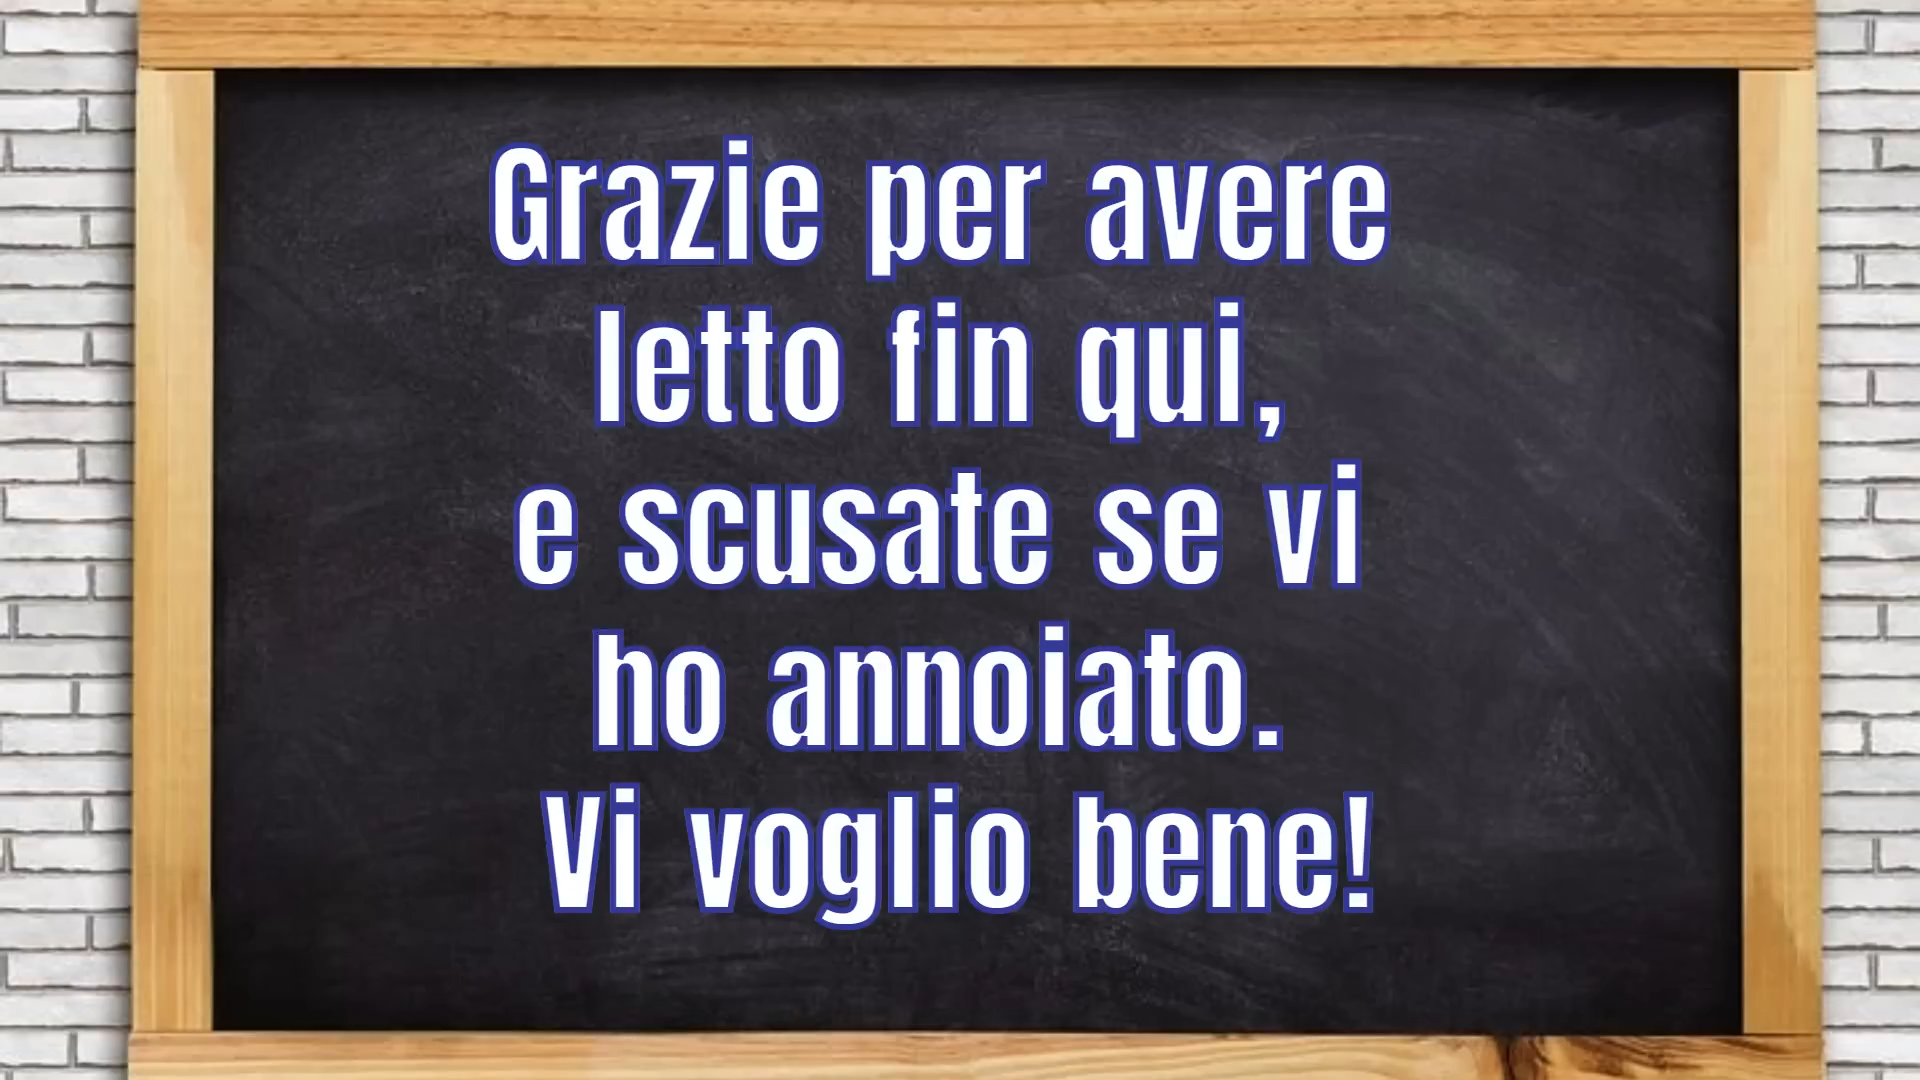 Grazie per avere
letto fin qui,
e scusate se vi
ho annoiato.
Vi voglio bene!